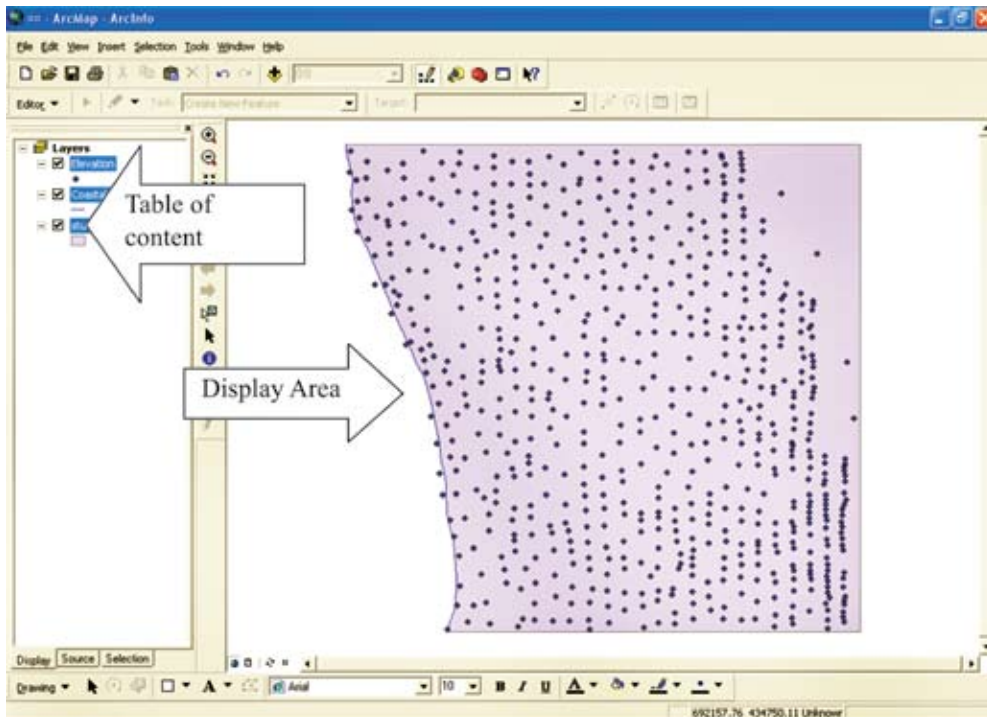 == - ArcMap - ArcInfo
File Edit View Insert Selection Tools Window Help
Editor Task: Create New Feature Target:
Layers
Elevation
Table of
content
Display Area
Display Source Selection
Drawing Arial 10 B I U A
692157.76 434750.11 Unknown